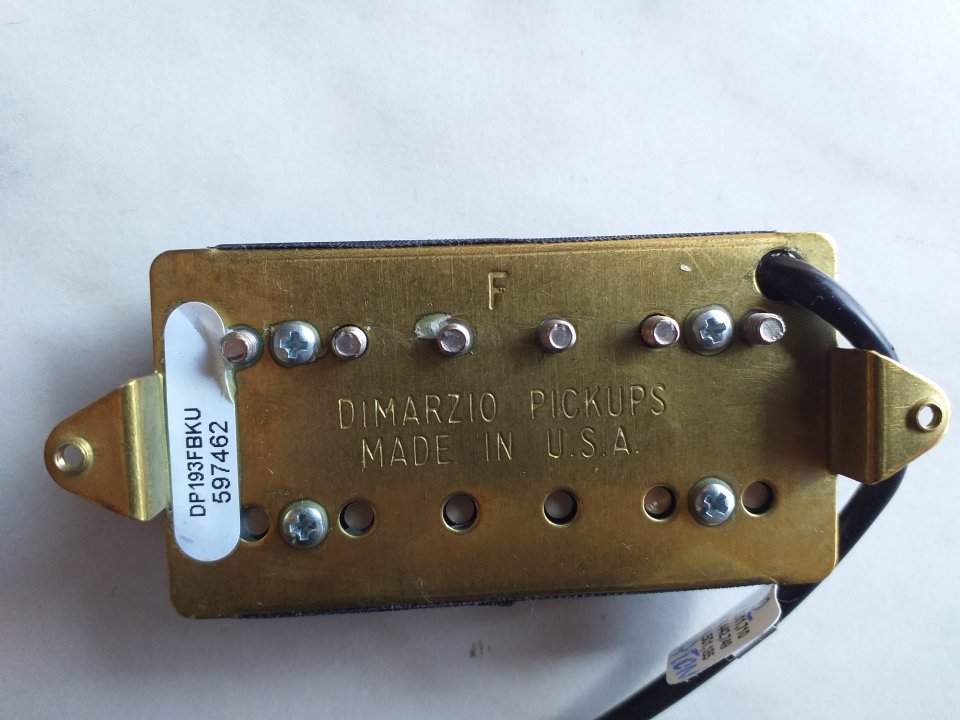 F
DIMARZIO PICKUPS
MADE IN U.S.A.
DP193FBKU
597462